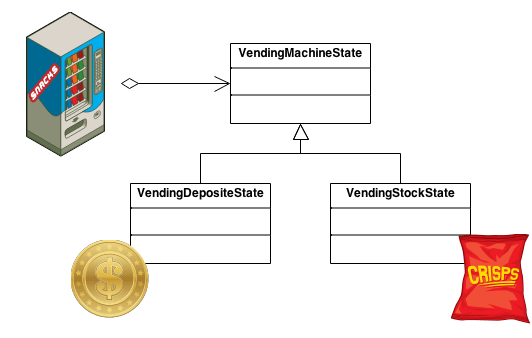 VendingMachineState
SNACKS
VendingDepositeState
VendingStockState
$
CRISPS